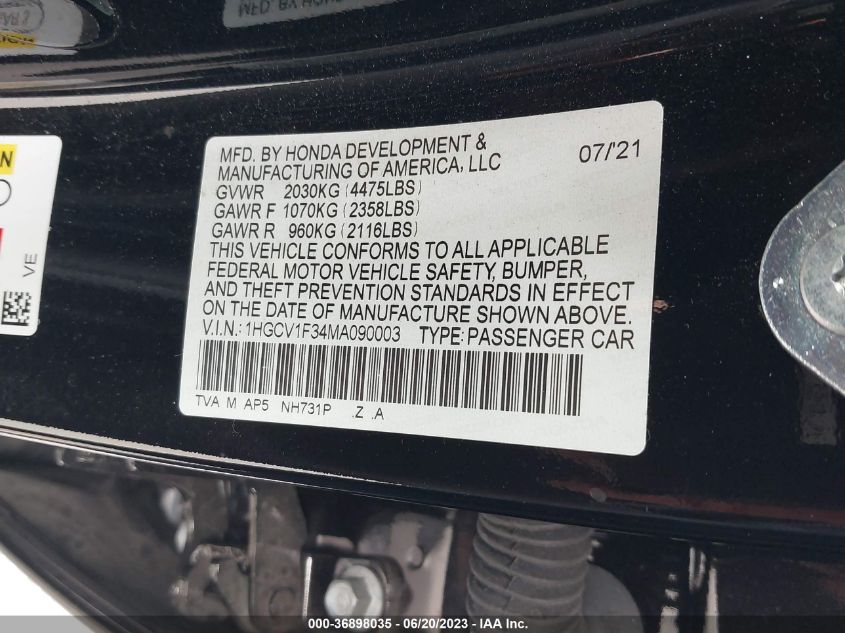 MFD. BY HONDA DEVELOPMENT &
MANUFACTURING OF AMERICA, LLC
07/'21
GVWR 2030KG (4475LBS)
GAWR F 1070KG (2358LBS)
GAWR R 960KG (2116LBS)
THIS VEHICLE CONFORMS TO ALL APPLICABLE
FEDERAL MOTOR VEHICLE SAFETY, BUMPER,
AND THEFT PREVENTION STANDARDS IN EFFECT
ON THE DATE OF MANUFACTURE SHOWN ABOVE.
V.I.N.: 1HGCV1F34MA090003 TYPE: PASSENGER CAR
TVA M AP5 NH731P .Z .A
VE
000-36898035 - 06/20/2023 - IAA Inc.